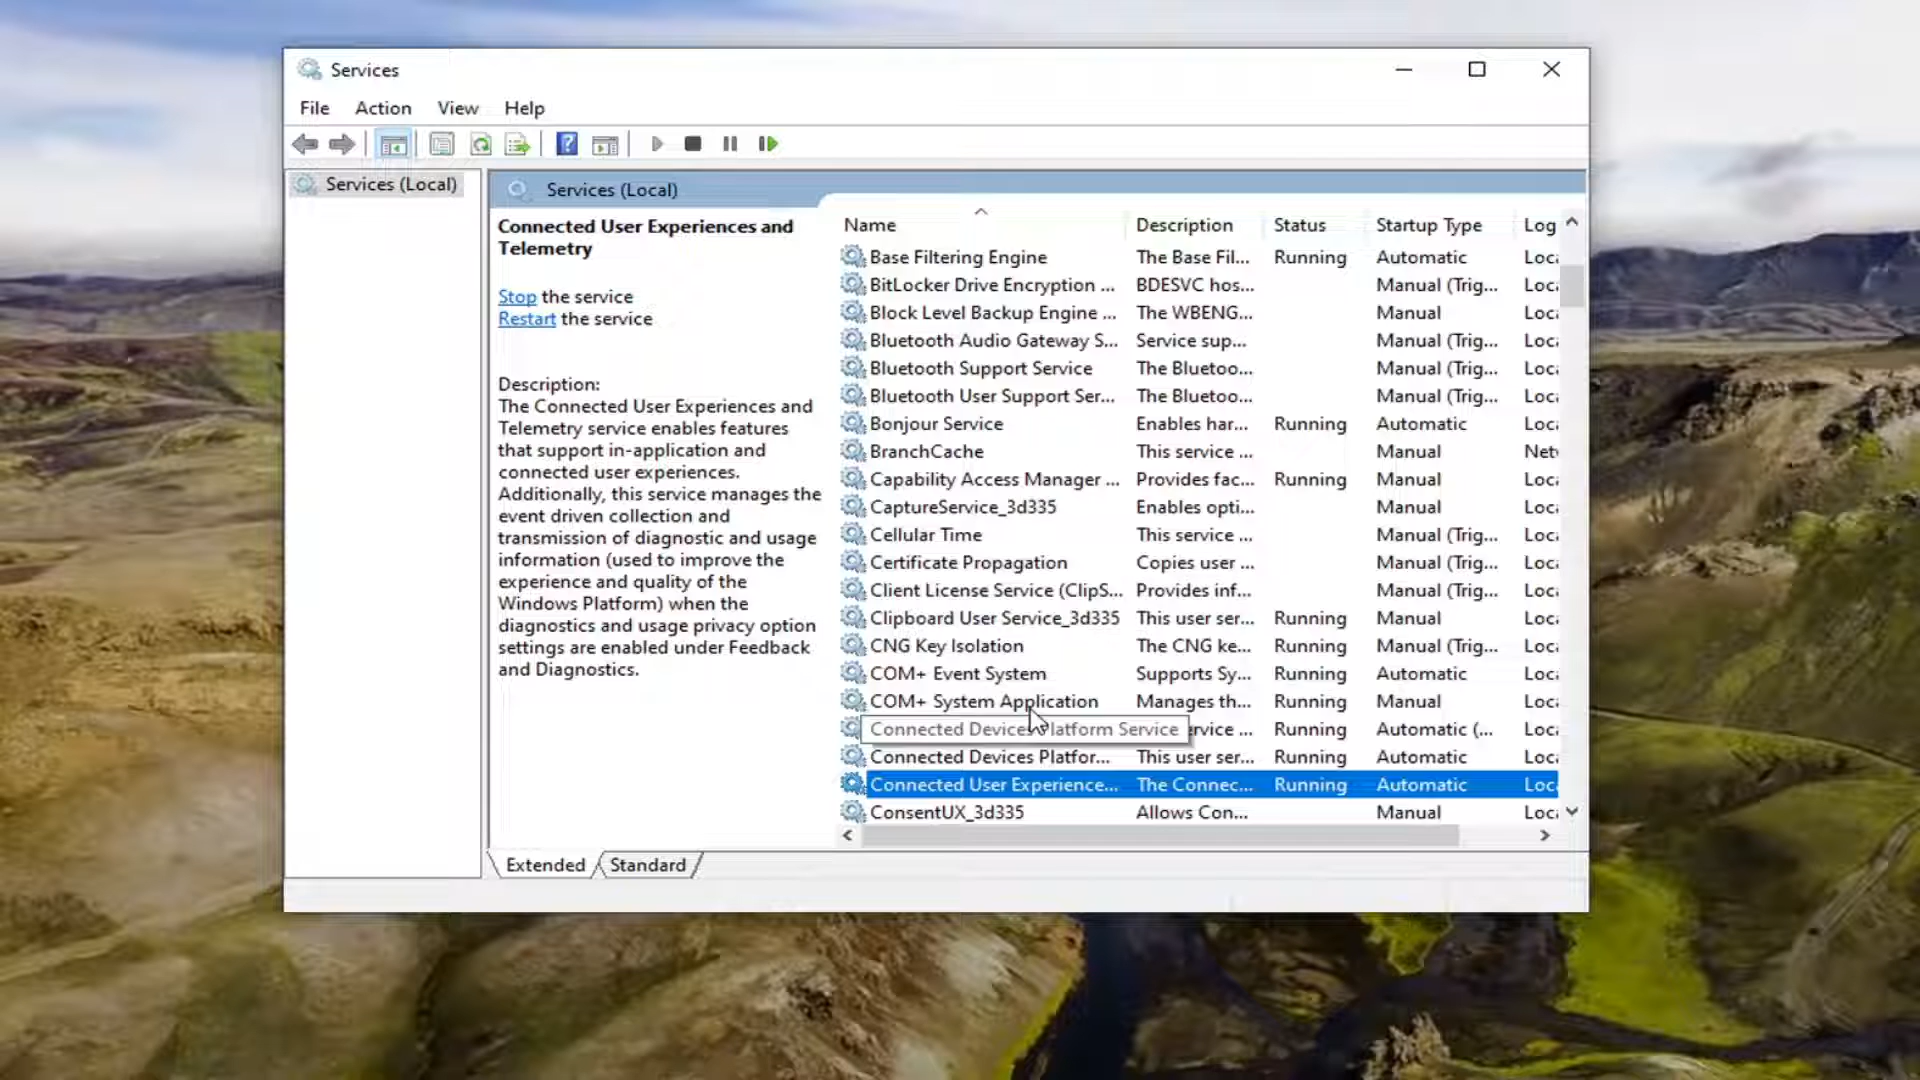 Services
File Action View Help
Services (Local)
Services (Local)
Connected User Experiences and
Telemetry
Stop the service
Restart the service
Description:
The Connected User Experiences and
Telemetry service enables features
that support in-application and
connected user experiences.
Additionally, this service manages the
event driven collection and
transmission of diagnostic and usage
information (used to improve the
experience and quality of the
Windows Platform) when the
diagnostics and usage privacy option
settings are enabled under Feedback
and Diagnostics.
Name Description Status Startup Type Log
Base Filtering Engine The Base Fil... Running Automatic Loc
BitLocker Drive Encryption ... BDESVC hos... Manual (Trig... Loc
Block Level Backup Engine ... The WBENG... Manual Loc
Bluetooth Audio Gateway S... Service sup... Manual (Trig... Loc
Bluetooth Support Service The Bluetoo... Manual (Trig... Loc
Bluetooth User Support Ser... The Bluetoo... Manual (Trig... Loc
Bonjour Service Enables har... Running Automatic Loc
BranchCache This service ... Manual Net
Capability Access Manager ... Provides fac... Running Manual Loc
CaptureService_3d335 Enables opti... Manual Loc
Cellular Time This service ... Manual (Trig... Loc
Certificate Propagation Copies user ... Manual (Trig... Loc
Client License Service (ClipS... Provides inf... Manual (Trig... Loc
Clipboard User Service_3d335 This user ser... Running Manual Loc
CNG Key Isolation The CNG ke... Running Manual (Trig... Loc
COM+ Event System Supports Sy... Running Automatic Loc
COM+ System Application Manages th... Running Manual Loc
Connected Devices Platform Service rvice ... Running Automatic (... Loc
Connected Devices Platfor... This user ser... Running Automatic Loc
Connected User Experience... The Connec... Running Automatic Loc
ConsentUX_3d335 Allows Con... Manual Loc
Extended Standard